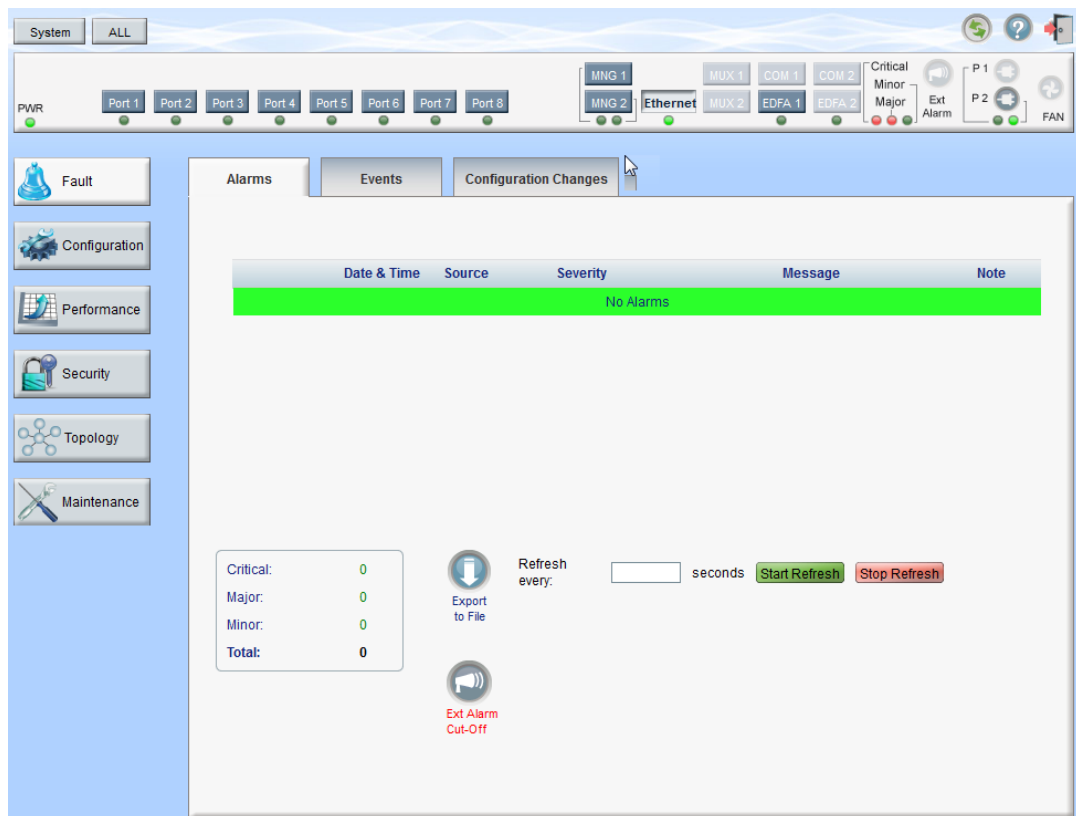 System ALL
Critical P 1
MNG 1 MUX 1 COM 1 COM 2 Minor
PWR Port 1 Port 2 Port 3 Port 4 Port 5 Port 6 Port 7 Port 8 MNG 2 Ethernet MUX 2 EDFA 1 EDFA 2 Major Ext Alarm P 2 FAN
Fault
Configuration
Performance
Security
Topology
Maintenance
Alarms Events Configuration Changes
Date & Time Source Severity Message Note
No Alarms
Critical: 0
Major: 0
Minor: 0
Total: 0
Export
to File
Refresh
every: seconds Start Refresh Stop Refresh
Ext Alarm
Cut-Off